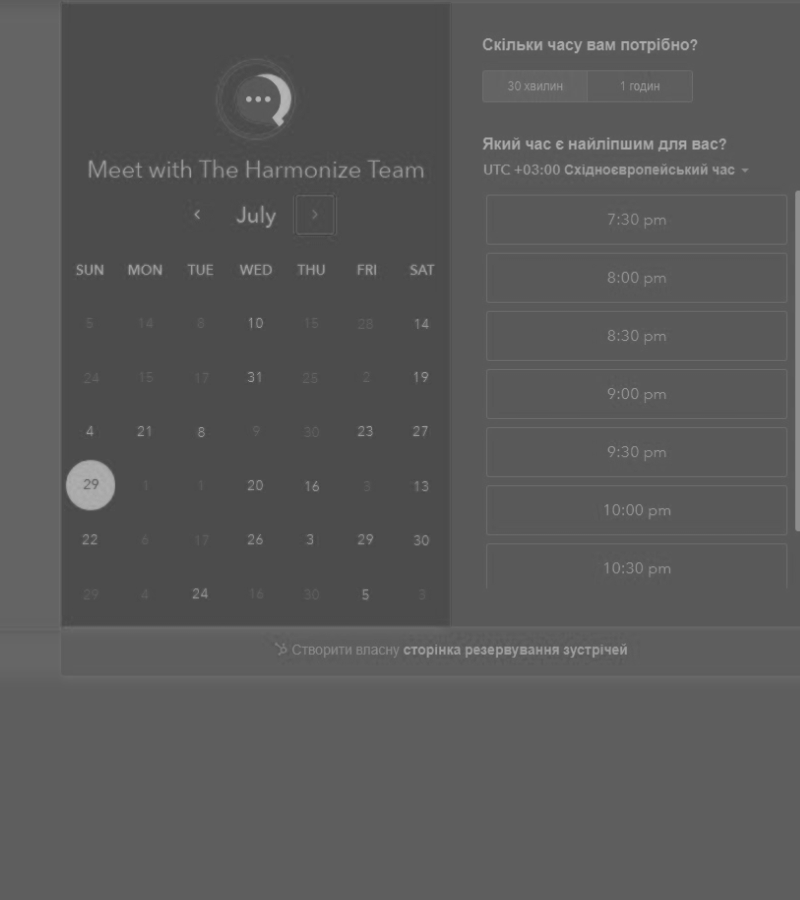 Meet with The Harmonize Team
July
SUN MON TUE WED THU FRI SAT
5 14 8 10 15 28 14
24 15 17 31 25 2 19
4 21 8 9 30 23 27
29 1 1 20 16 3 13
22 6 17 26 3 29 30
29 4 24 16 30 5 3
Скільки часу вам потрібно?
30 хвилин 1 годин
Який час є найліпшим для вас?
UTC +03:00 Східноєвропейський час
7:30 pm
8:00 pm
8:30 pm
9:00 pm
9:30 pm
10:00 pm
10:30 pm
Створити власну сторінка резервування зустрічей